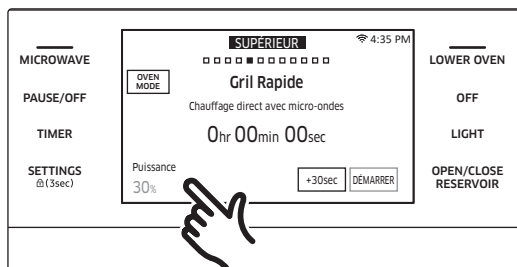 MICROWAVE
PAUSE/OFF
TIMER
SETTINGS
(3sec)
SUPÉRIEUR
4:35 PM
OVEN
MODE
Gril Rapide
Chauffage direct avec micro-ondes
0hr 00min 00sec
Puissance
30%
+30sec
DÉMARRER
LOWER OVEN
OFF
LIGHT
OPEN/CLOSE
RESERVOIR